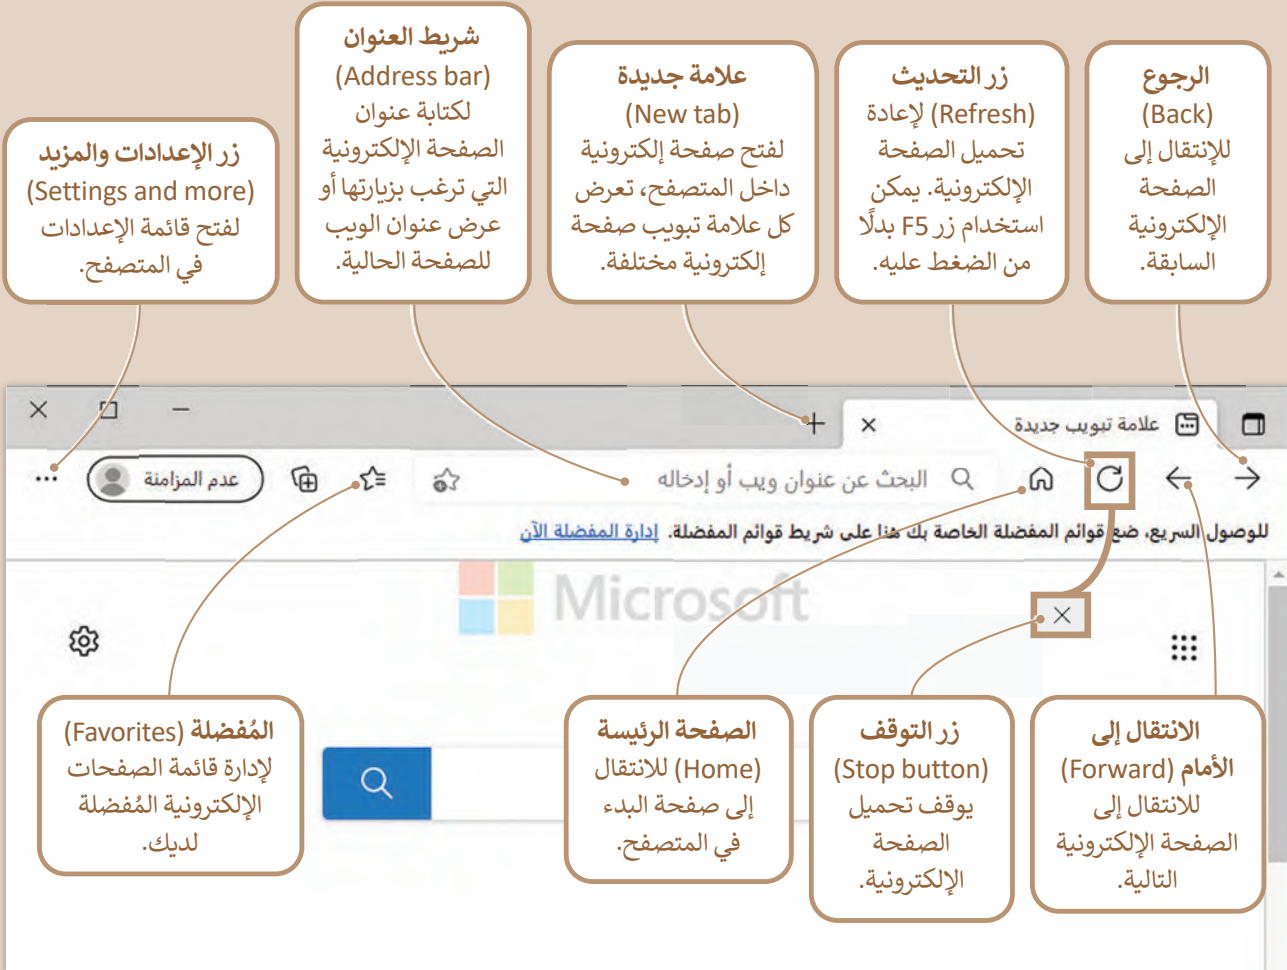 الرجوع
(Back)
للإنتقال إلى
الصفحة
الإلكترونية
السابقة.
زر التحديث
(Refresh) لإعادة
تحميل الصفحة
الإلكترونية. يمكن
استخدام زر F5 بدلًا
من الضغط عليه.
علامة جديدة
(New tab)
لفتح صفحة إلكترونية
داخل المتصفح، تعرض
كل علامة تبويب صفحة
إلكترونية مختلفة.
شريط العنوان
(Address bar)
لكتابة عنوان
الصفحة الإلكترونية
التي ترغب بزيارتها أو
عرض عنوان الويب
للصفحة الحالية.
زر الإعدادات والمزيد
(Settings and more)
لفتح قائمة الإعدادات
في المتصفح.
علامة تبويب جديدة
البحث عن عنوان ويب أو إدخاله
عدم المزامنة
للوصول السريع، ضع قوائم المفضلة الخاصة بك هنا على شريط قوائم المفضلة. إدارة المفضلة الآن
Microsoft
الانتقال إلى
الأمام (Forward)
للانتقال إلى
الصفحة الإلكترونية
التالية.
زر التوقف
(Stop button)
يوقف تحميل
الصفحة
الإلكترونية.
الصفحة الرئيسة
(Home) للانتقال
إلى صفحة البدء
في المتصفح.
المُفضلة (Favorites)
لإدارة قائمة الصفحات
الإلكترونية المُفضلة
لديك.